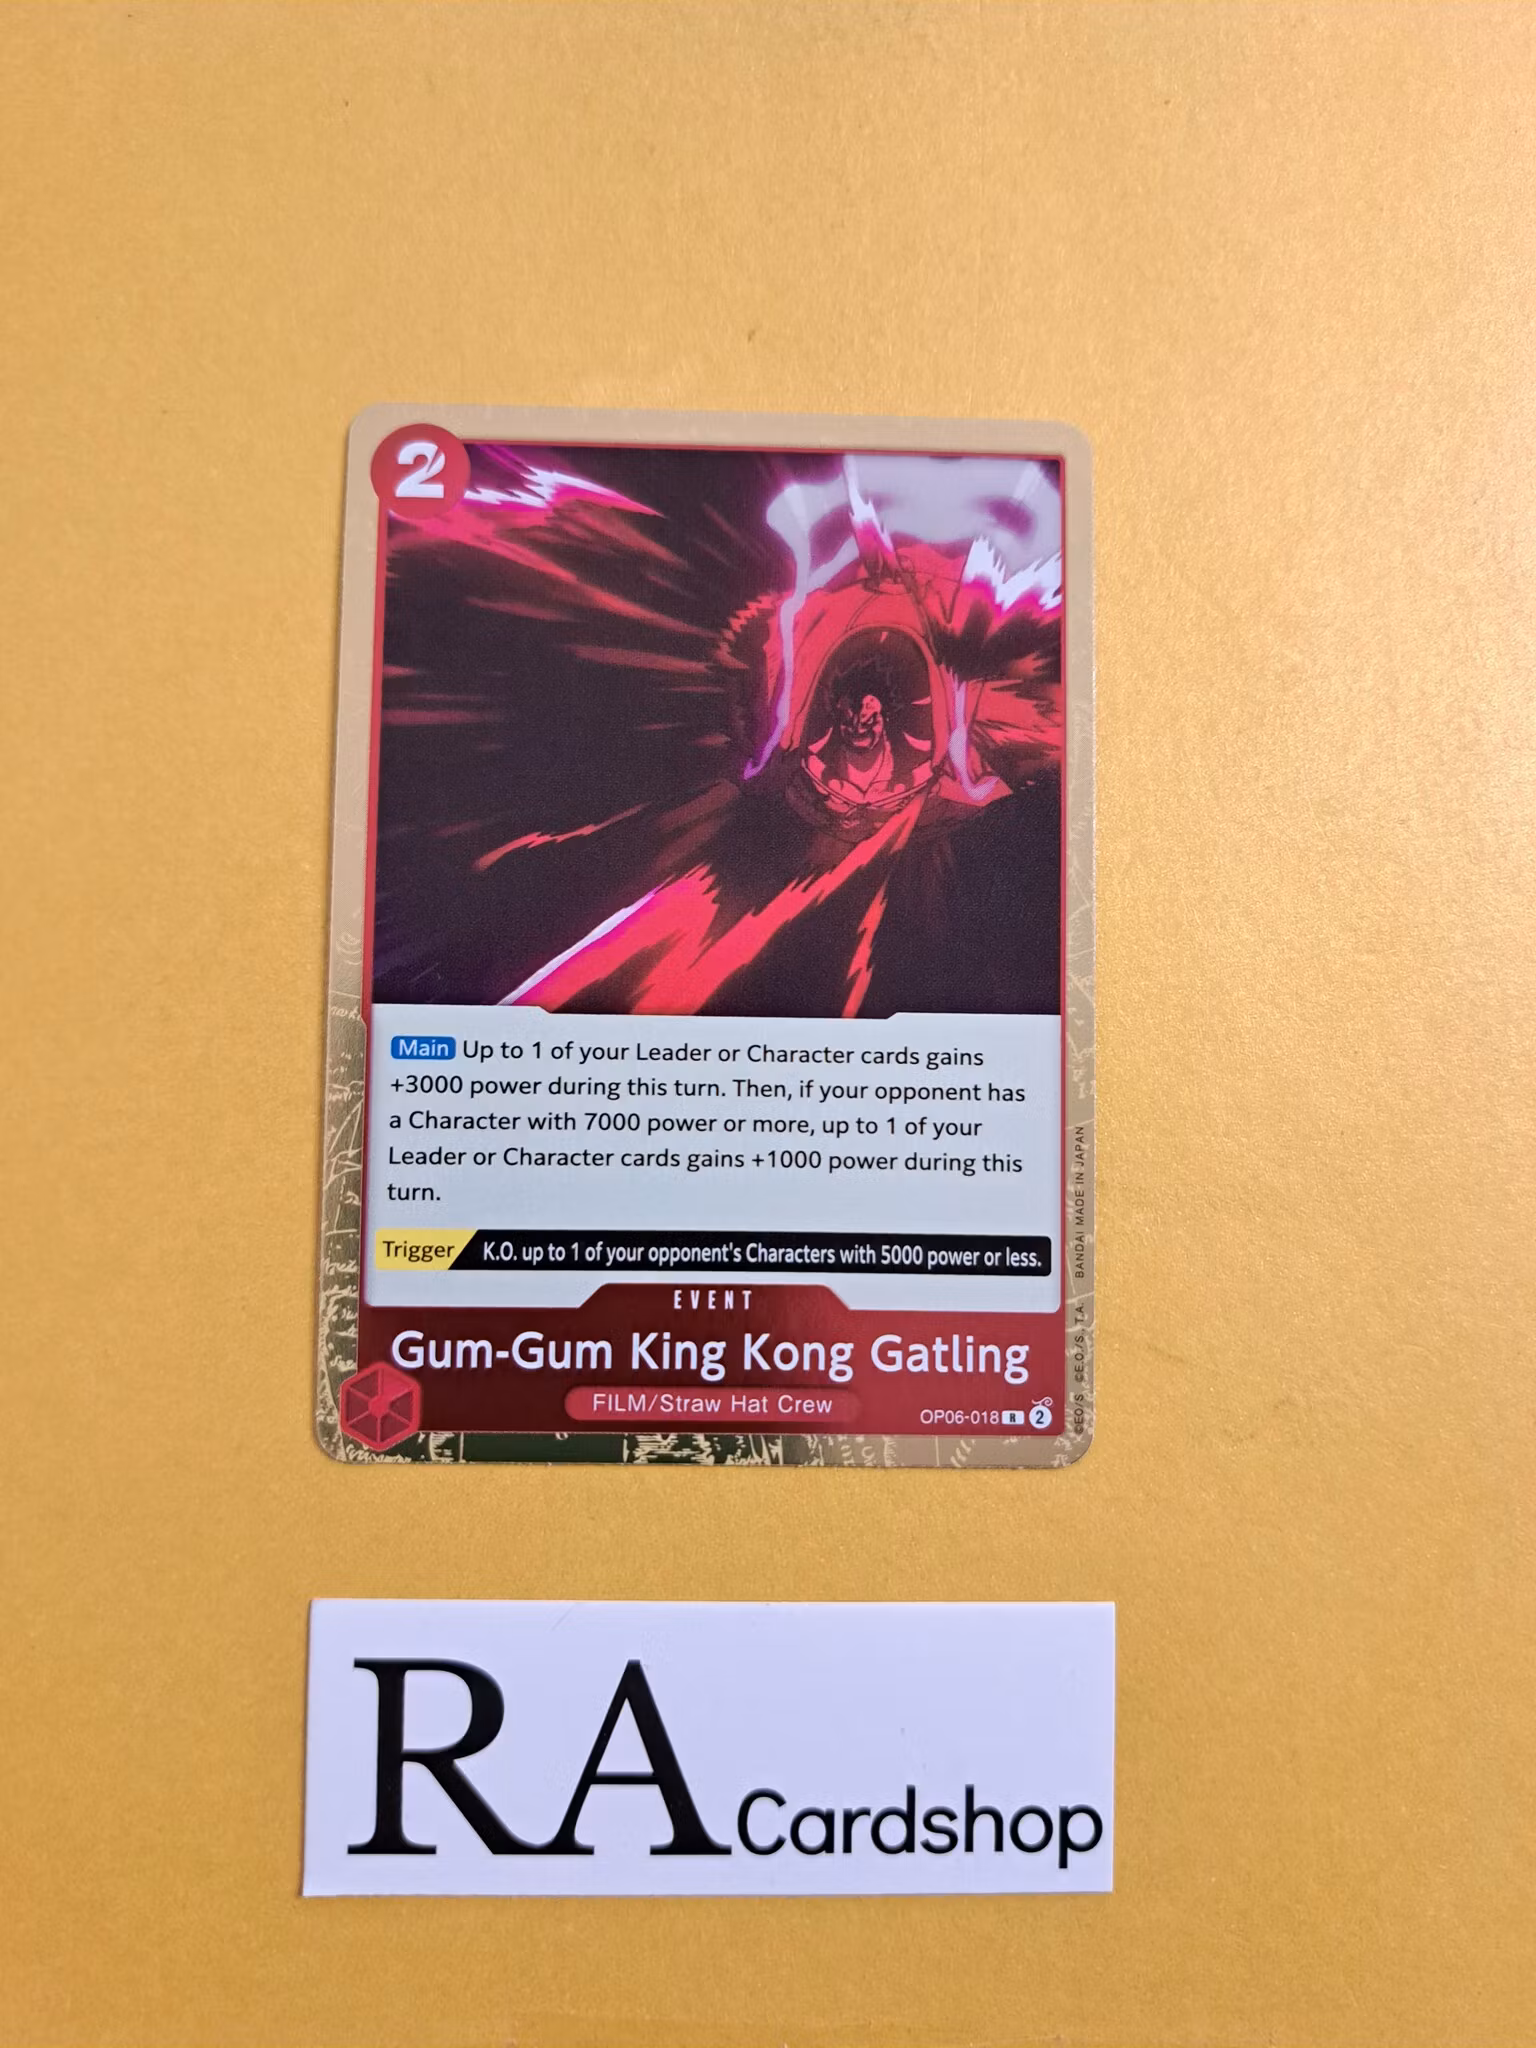 2
Main Up to 1 of your Leader or Character cards gains
+3000 power during this turn. Then, if your opponent has
a Character with 7000 power or more, up to 1 of your
Leader or Character cards gains +1000 power during this
turn.
Trigger K.O. up to 1 of your opponent's Characters with 5000 power or less.
EVENT
Gum-Gum King Kong Gatling
FILM/Straw Hat Crew
OP06-018 R 2
©EO/S ©E.O./S., T.A. BANDAI MADE IN JAPAN
RA Cardshop